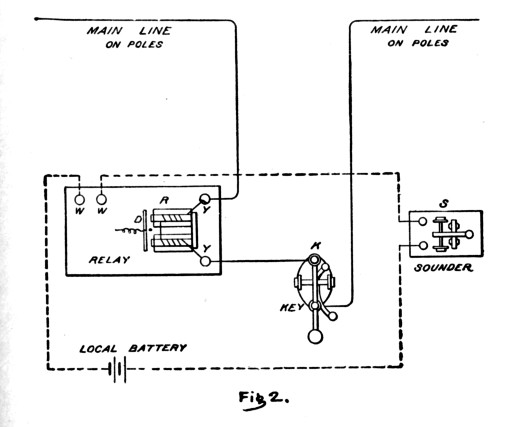 MAIN LINE
ON POLES
MAIN LINE
ON POLES
W W
R
Y
D
Y
RELAY
S
SOUNDER
K
KEY
LOCAL BATTERY
Fig 2.